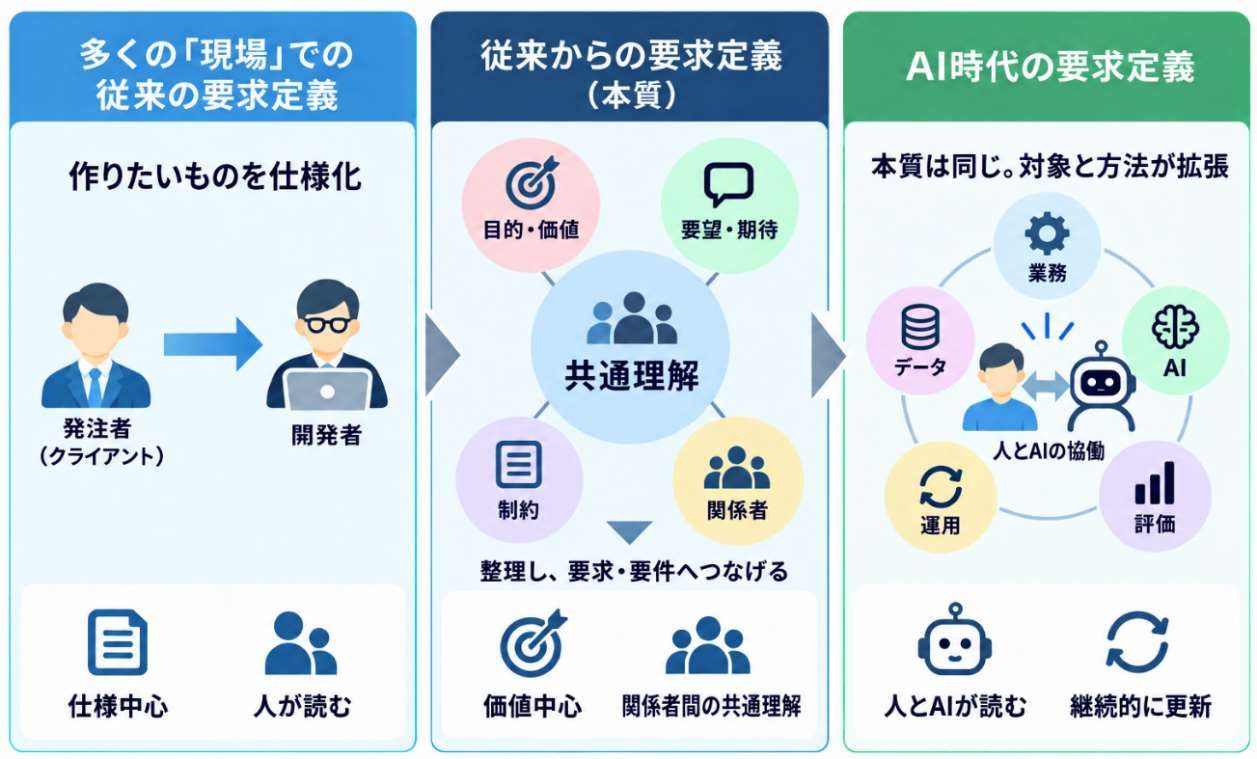 多くの「現場」での
従来の要求定義
作りたいものを仕様化
発注者
（クライアント）
開発者
仕様中心
人が読む
従来からの要求定義
（本質）
目的・価値
要望・期待
共通理解
制約
関係者
整理し、要求・要件へつなげる
価値中心
関係者間の共通理解
AI時代の要求定義
本質は同じ。対象と方法が拡張
業務
データ
AI
人とAIの協働
運用
評価
人とAIが読む
継続的に更新